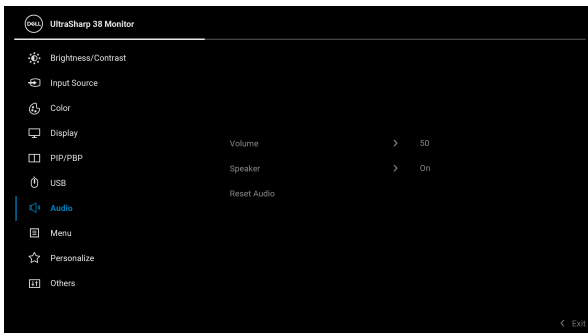 DELL UltraSharp 38 Monitor
Brightness/Contrast
Input Source
Color
Display
Volume > 50
PIP/PBP
Speaker > On
USB
Reset Audio
Audio
Menu
Personalize
Others
< Exit